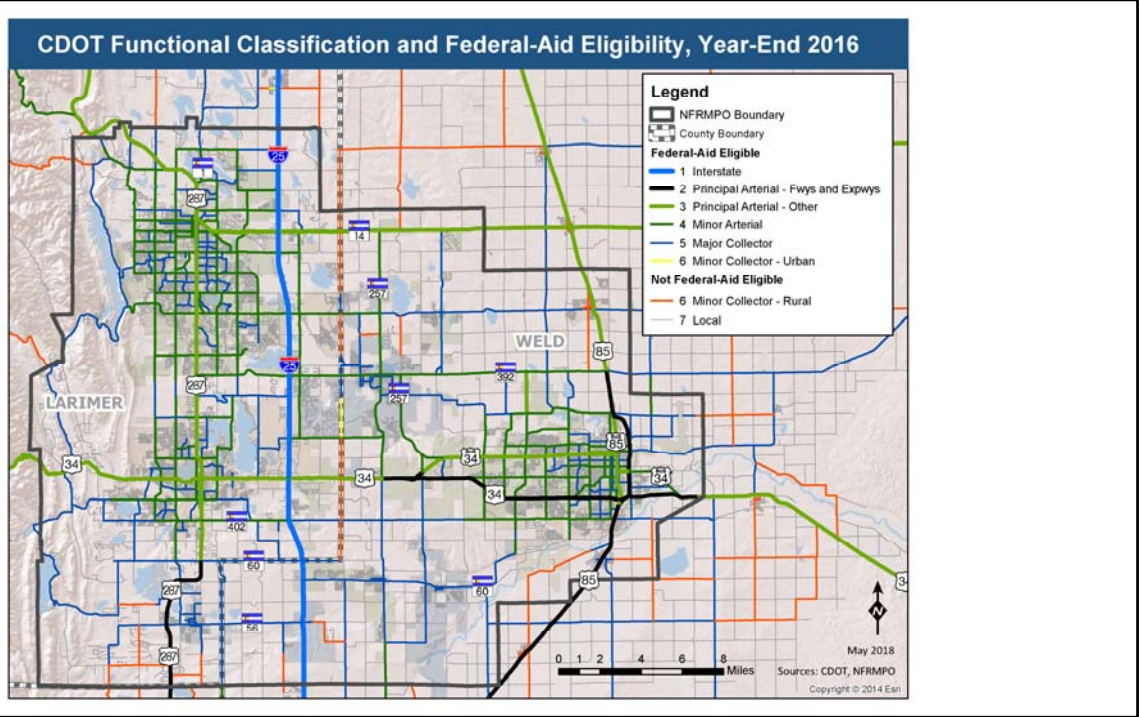 CDOT Functional Classification and Federal-Aid Eligibility, Year-End 2016
Legend
NFRMPO Boundary
County Boundary
Federal-Aid Eligible
1 Interstate
2 Principal Arterial - Fwys and Expwys
3 Principal Arterial - Other
4 Minor Arterial
5 Major Collector
6 Minor Collector - Urban
Not Federal-Aid Eligible
6 Minor Collector - Rural
7 Local
25
1
287
14
257
WELD
85
25
392
287
257
LARIMER
85
34
34
34
34
34
402
60
287
60
85
34
56
287
N
May 2018
0 1 2 4 6 8
Miles
Sources: CDOT, NFRMPO
Copyright © 2014 Esri